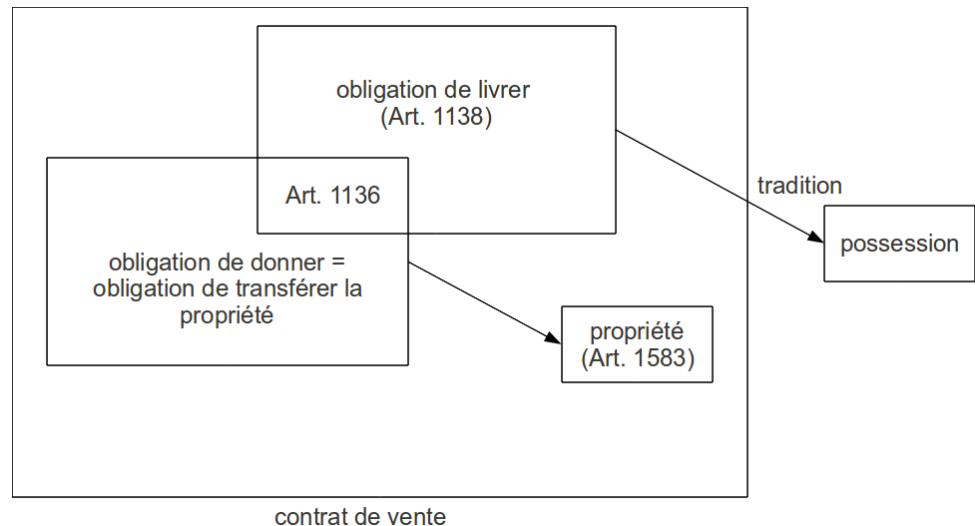 obligation de livrer
(Art. 1138)
Art. 1136
tradition
possession
obligation de donner =
obligation de transférer la
propriété
propriété
(Art. 1583)
contrat de vente